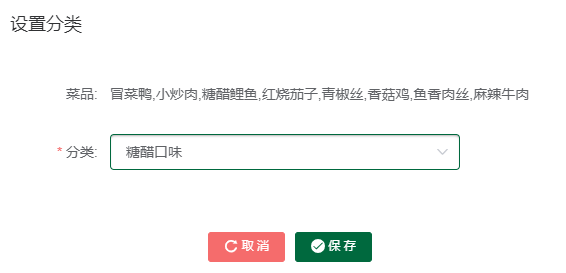 设置分类
菜品: 冒菜鸭,小炒肉,糖醋鲤鱼,红烧茄子,青椒丝,香菇鸡,鱼香肉丝,麻辣牛肉
* 分类: 糖醋口味
取消 保存